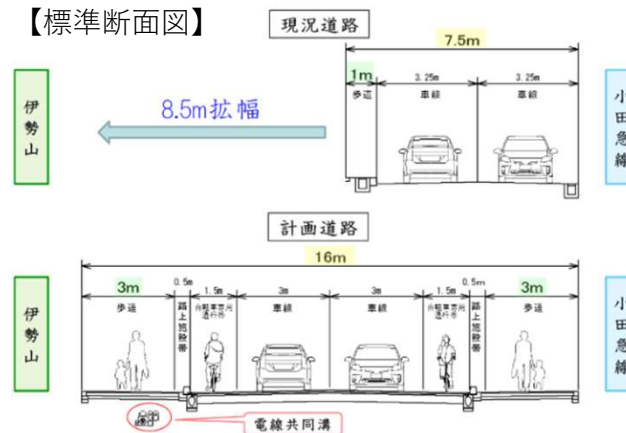 【標準断面図】
現況道路
7.5m
1m
3.25m
3.25m
歩道
車線
車線
伊勢山
8.5m拡幅
小田急線
計画道路
16m
3m
0.5m
1.5m
3m
3m
1.5m
0.5m
3m
歩道
路上施設帯
自転車専用
通行帯
車線
車線
自転車専用
通行帯
路上施設帯
歩道
伊勢山
小田急線
電線共同溝